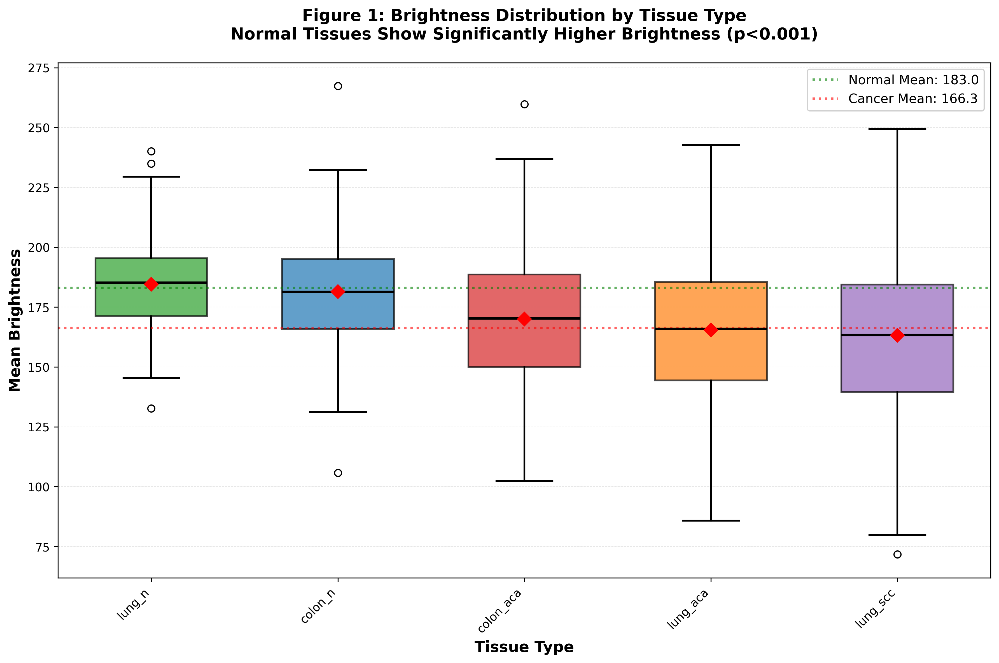 Figure 1: Brightness Distribution by Tissue Type
Normal Tissues Show Significantly Higher Brightness (p<0.001)
Normal Mean: 183.0
Cancer Mean: 166.3
Mean Brightness
275
250
225
200
175
150
125
100
75
lung_n
colon_n
colon_aca
lung_aca
lung_scc
Tissue Type